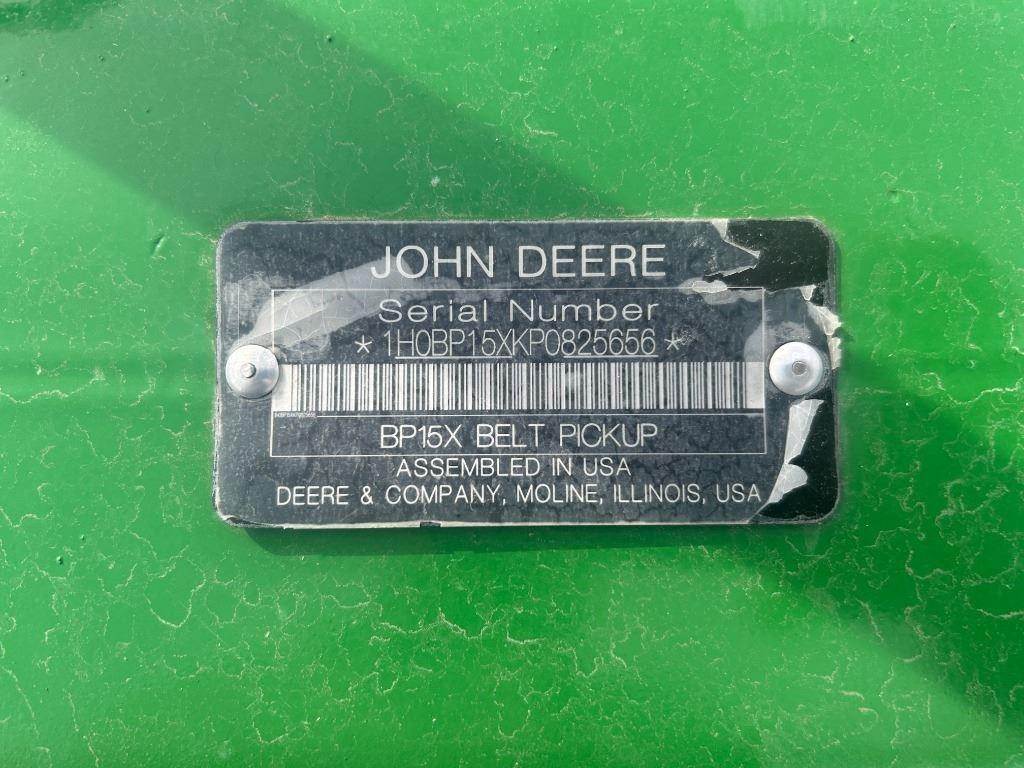 JOHN DEERE
Serial Number
* 1H0BP15XKP0825656 *
BP15X BELT PICKUP
ASSEMBLED IN USA
DEERE & COMPANY, MOLINE, ILLINOIS, USA